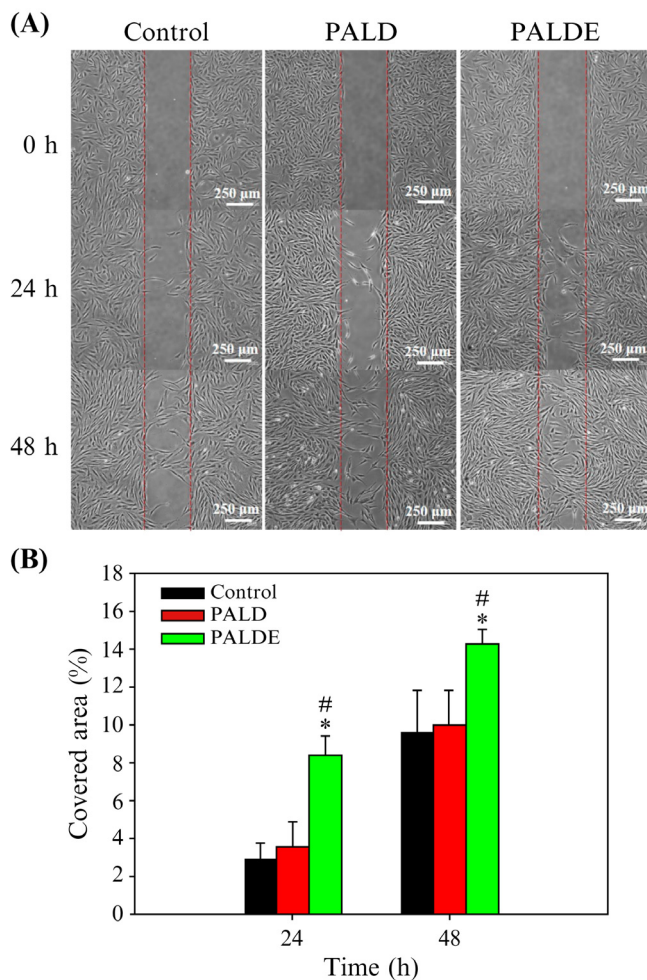 (A)
Control PALD PALDE
0 h
250 μm 250 μm 250 μm
24 h
250 μm 250 μm 250 μm
48 h
250 μm 250 μm 250 μm
(B)
18
16
14
12
10
8
6
4
2
0
Covered area (%)
Control
PALD
PALDE
#
*
#
*
24 48
Time (h)